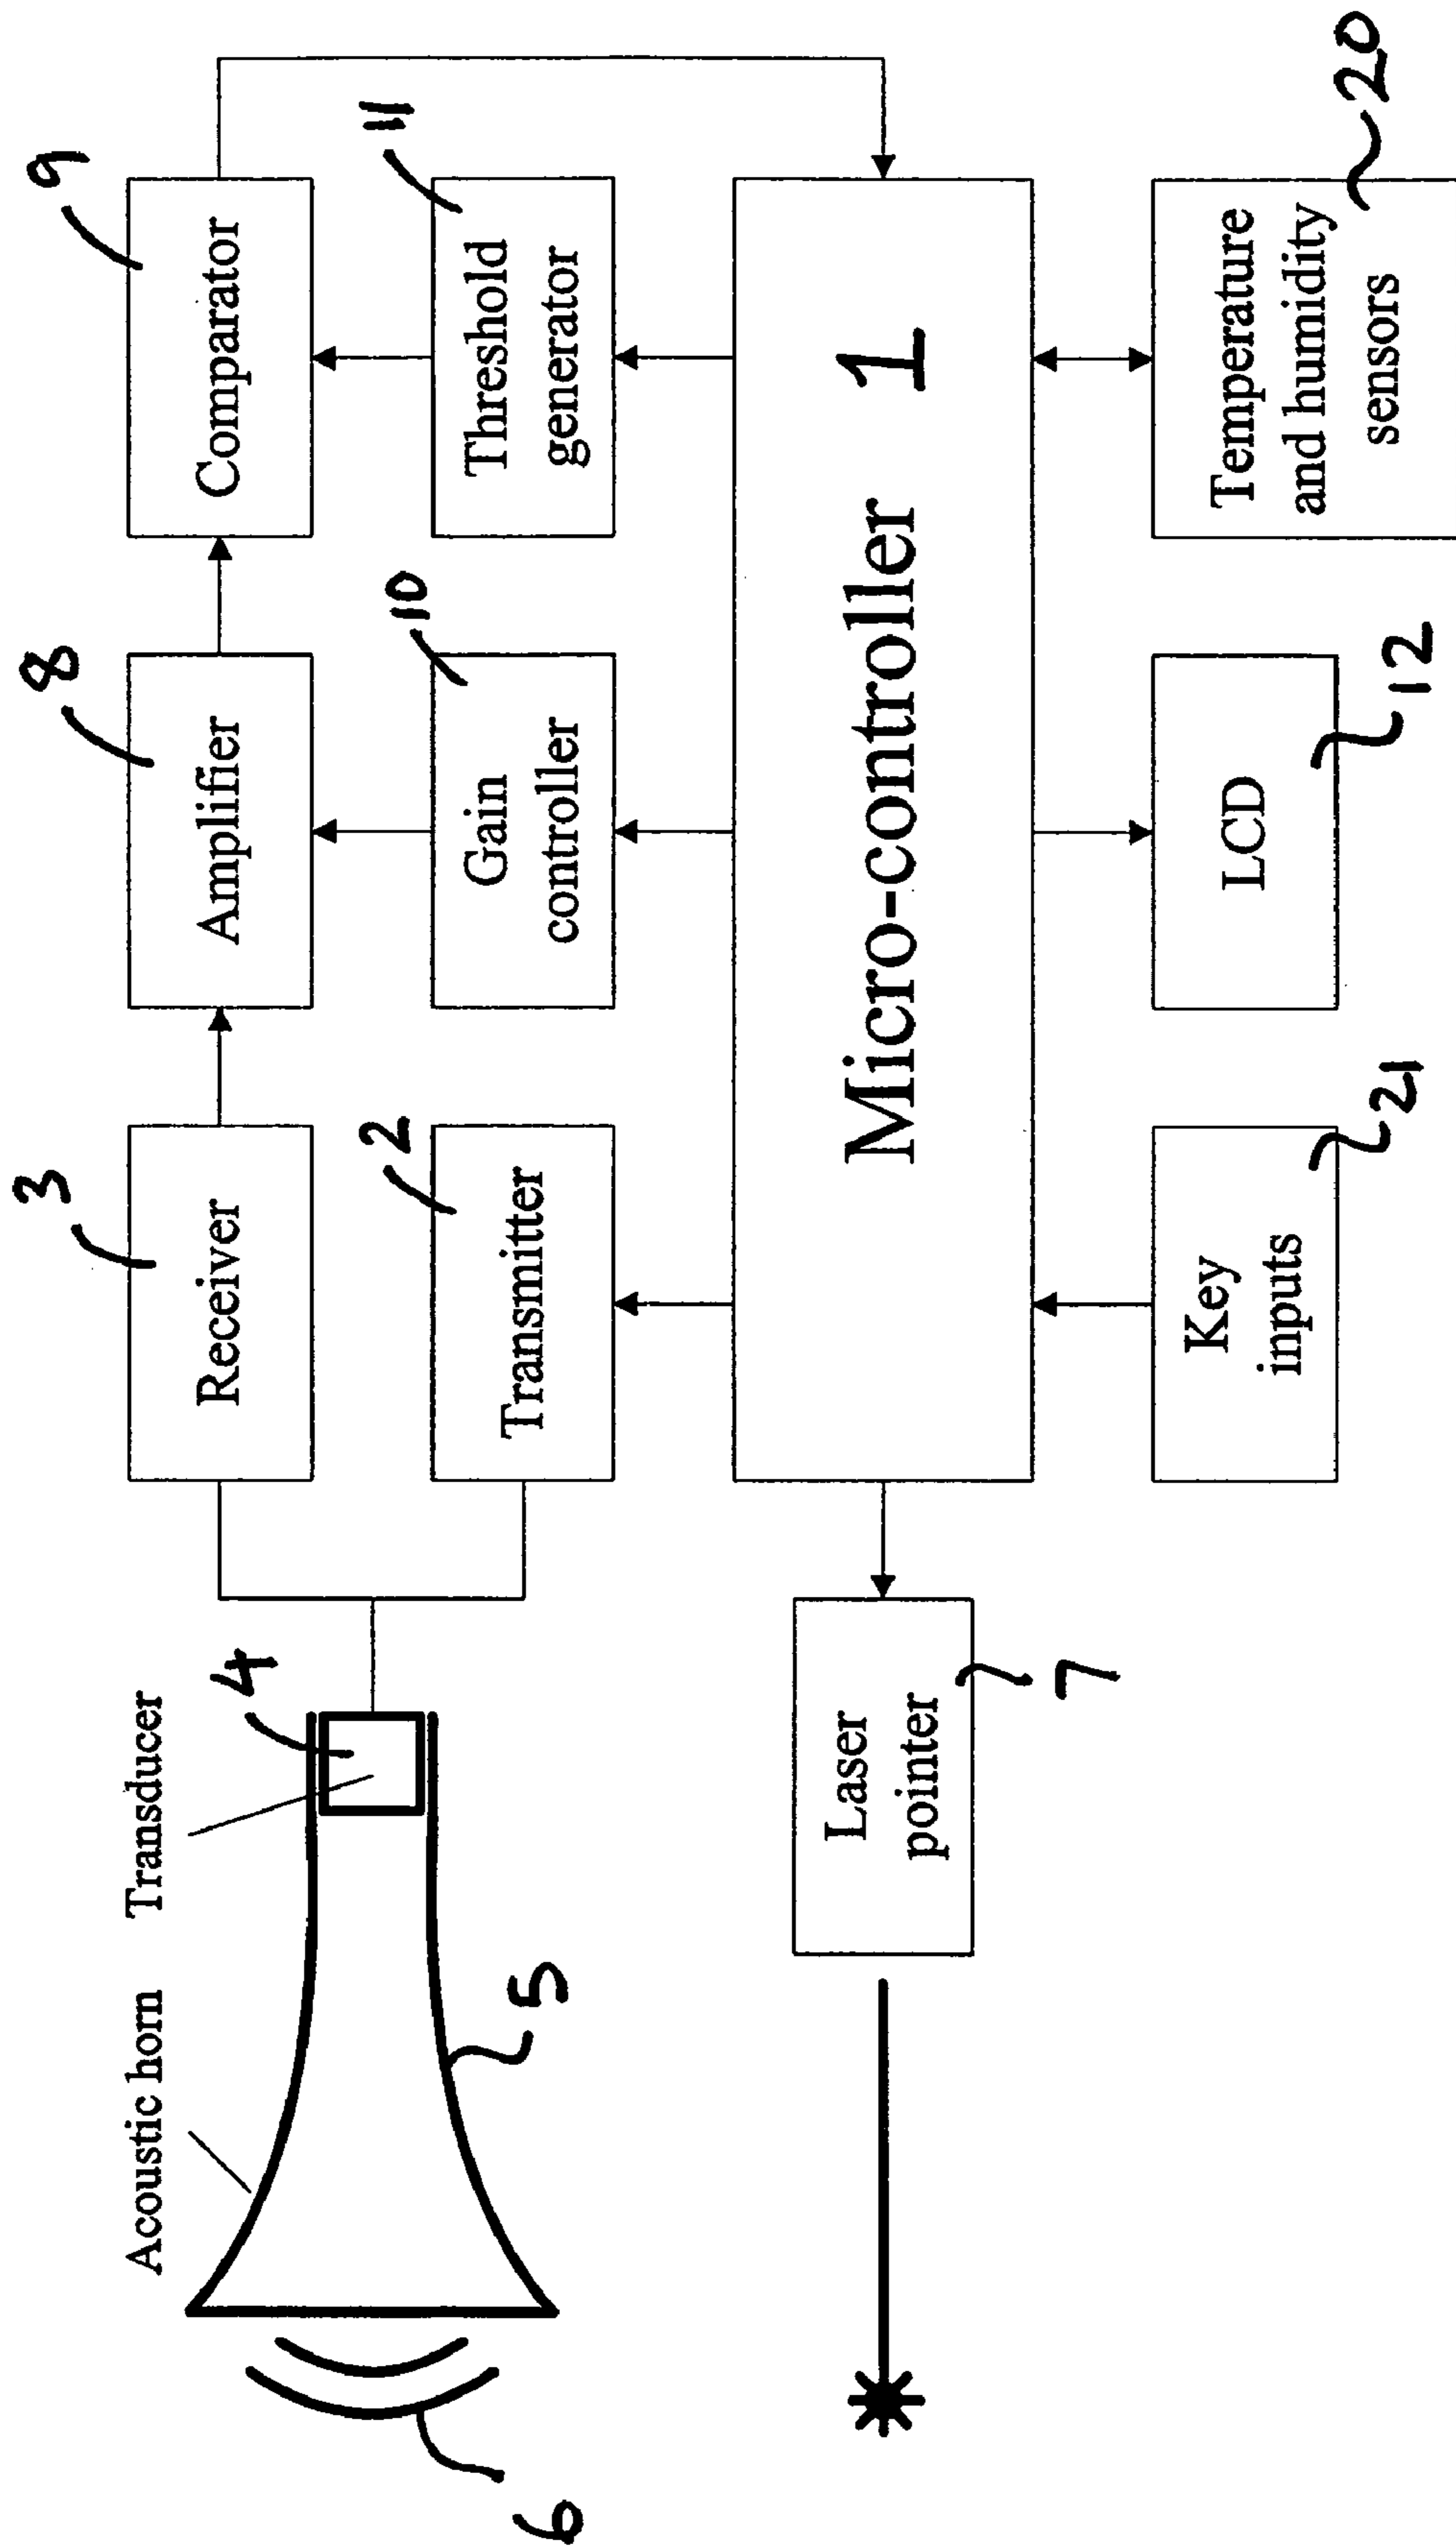 Acoustic horn
Transducer
4
5
6
Receiver
3
Amplifier
8
Comparator
9
Transmitter
2
Gain
controller
10
Threshold
generator
11
Laser
pointer
7
Micro-controller 1
Key
inputs
21
LCD
12
Temperature
and humidity
sensors
20